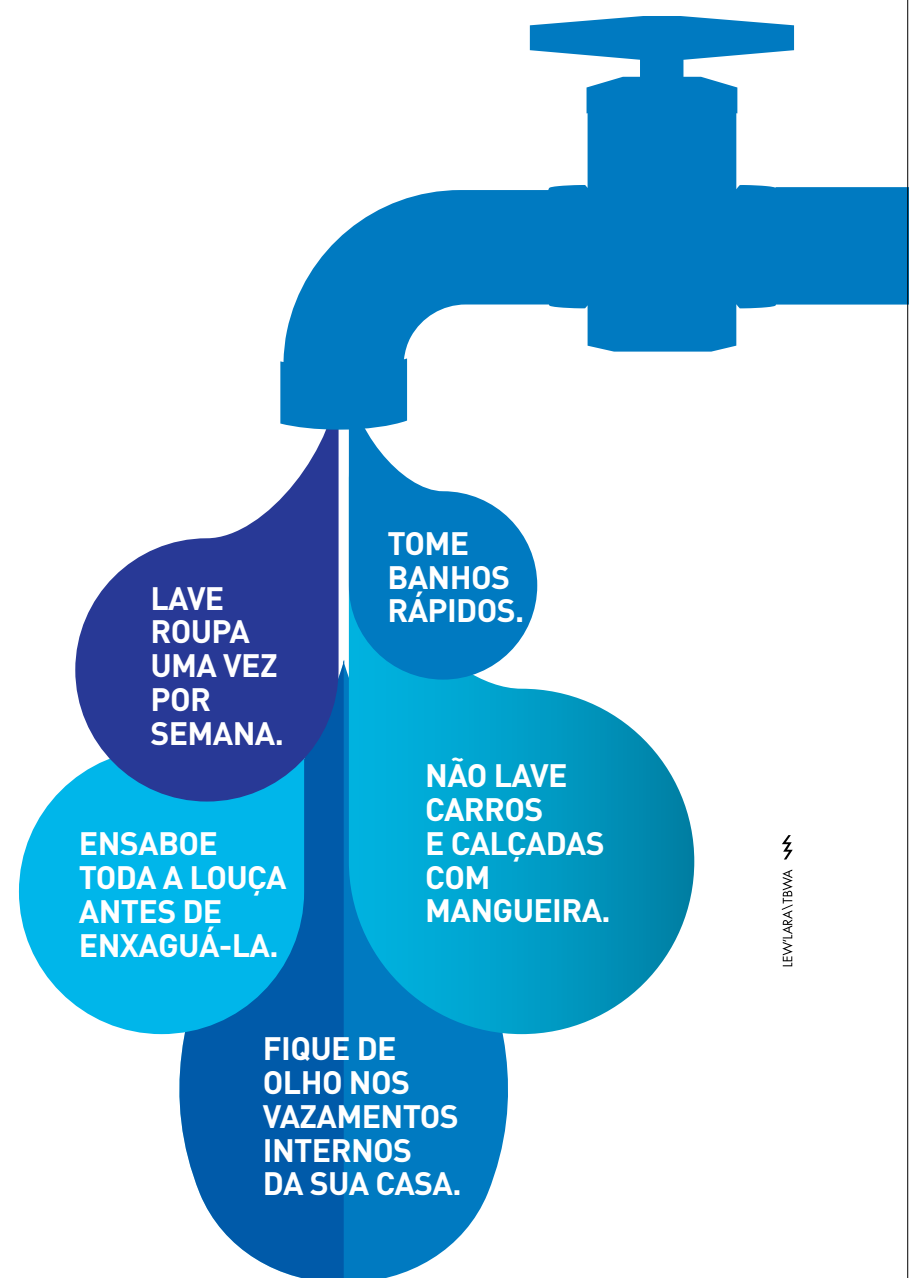 TOME
BANHOS
RÁPIDOS.
LAVE
ROUPA
UMA VEZ
POR
SEMANA.
NÃO LAVE
CARROS
E CALÇADAS
COM
MANGUEIRA.
ENSABOE
TODA A LOUÇA
ANTES DE
ENXAGUÁ-LA.
FIQUE DE
OLHO NOS
VAZAMENTOS
INTERNOS
DA SUA CASA.
LEW'LARA\TBWA